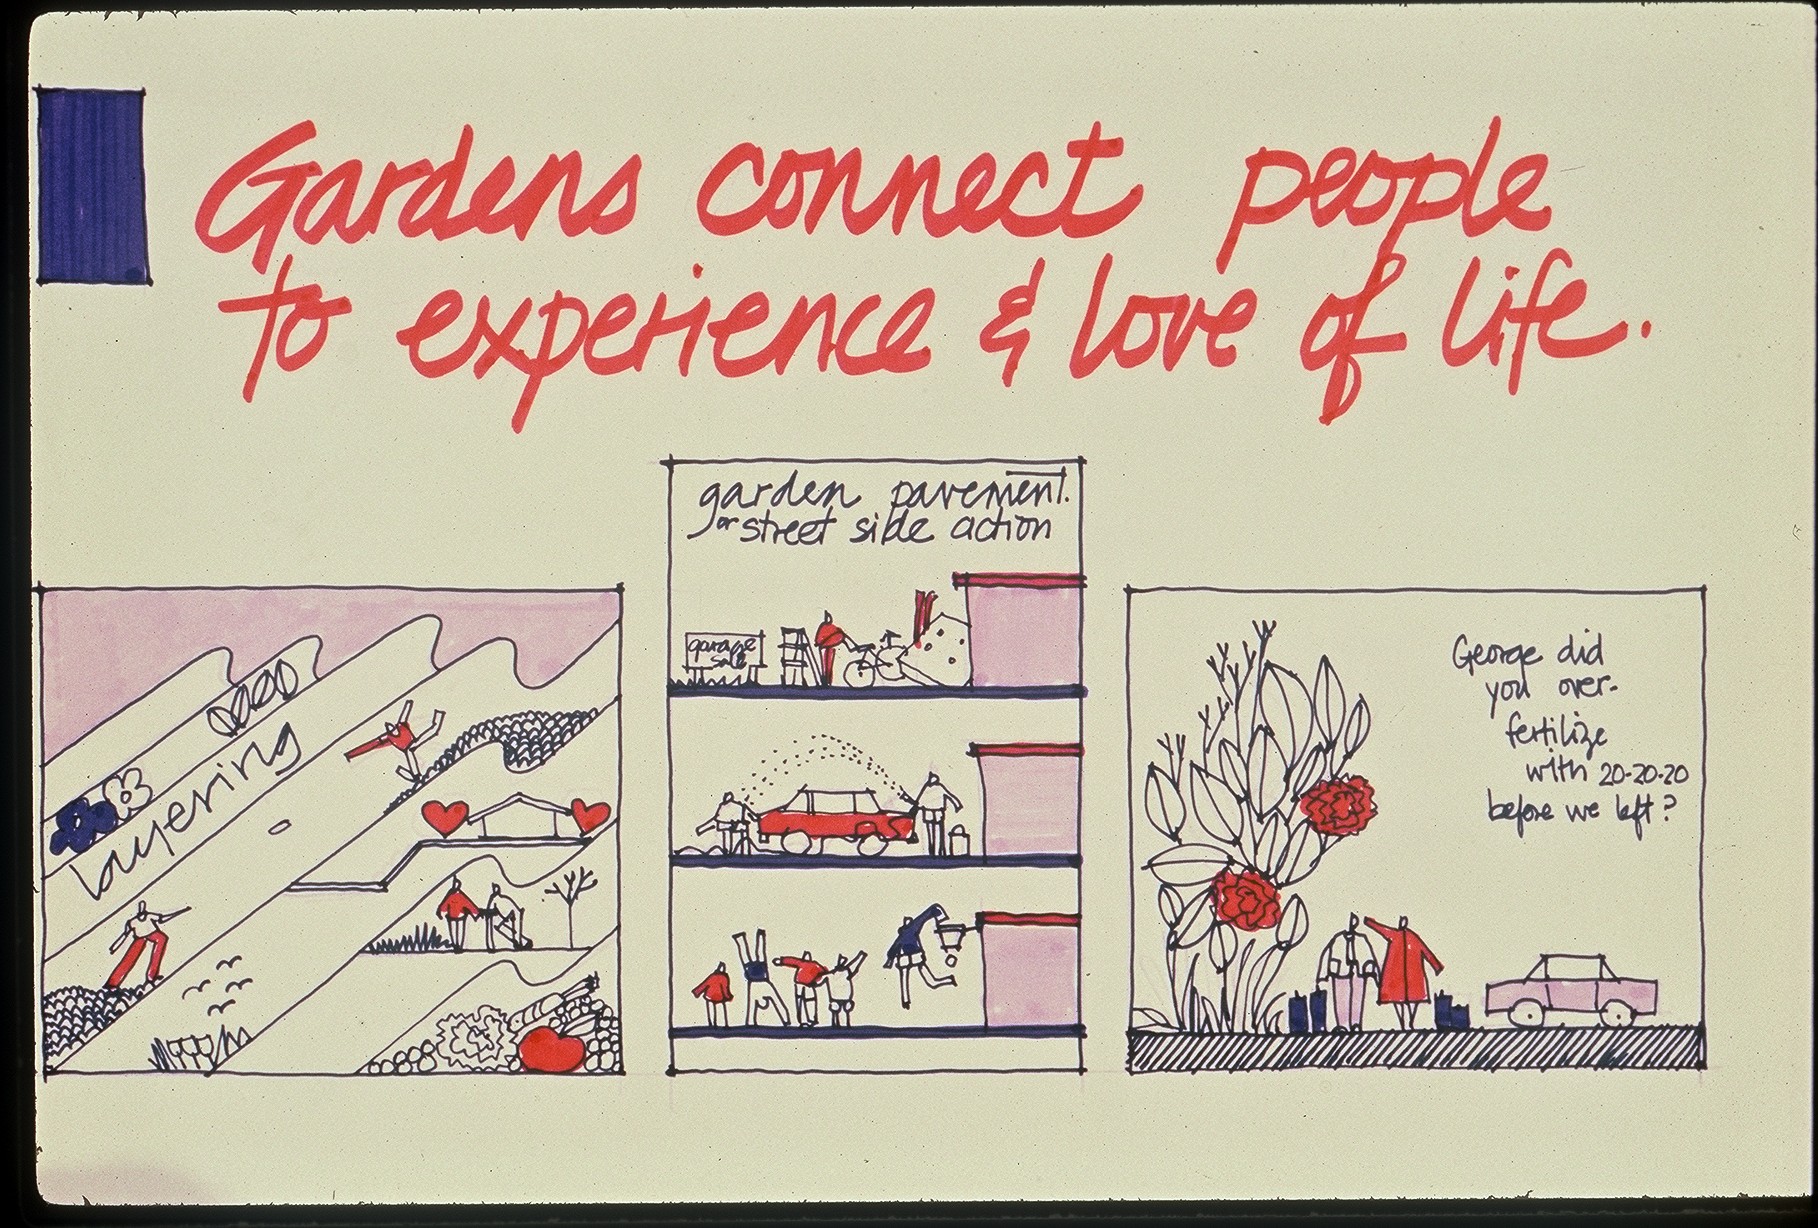 Gardens connect people
to experience & love of life.
layering
garden pavement.
or street side action
garage
sale
George did
you over-
fertilize
with 20-20-20
before we left?